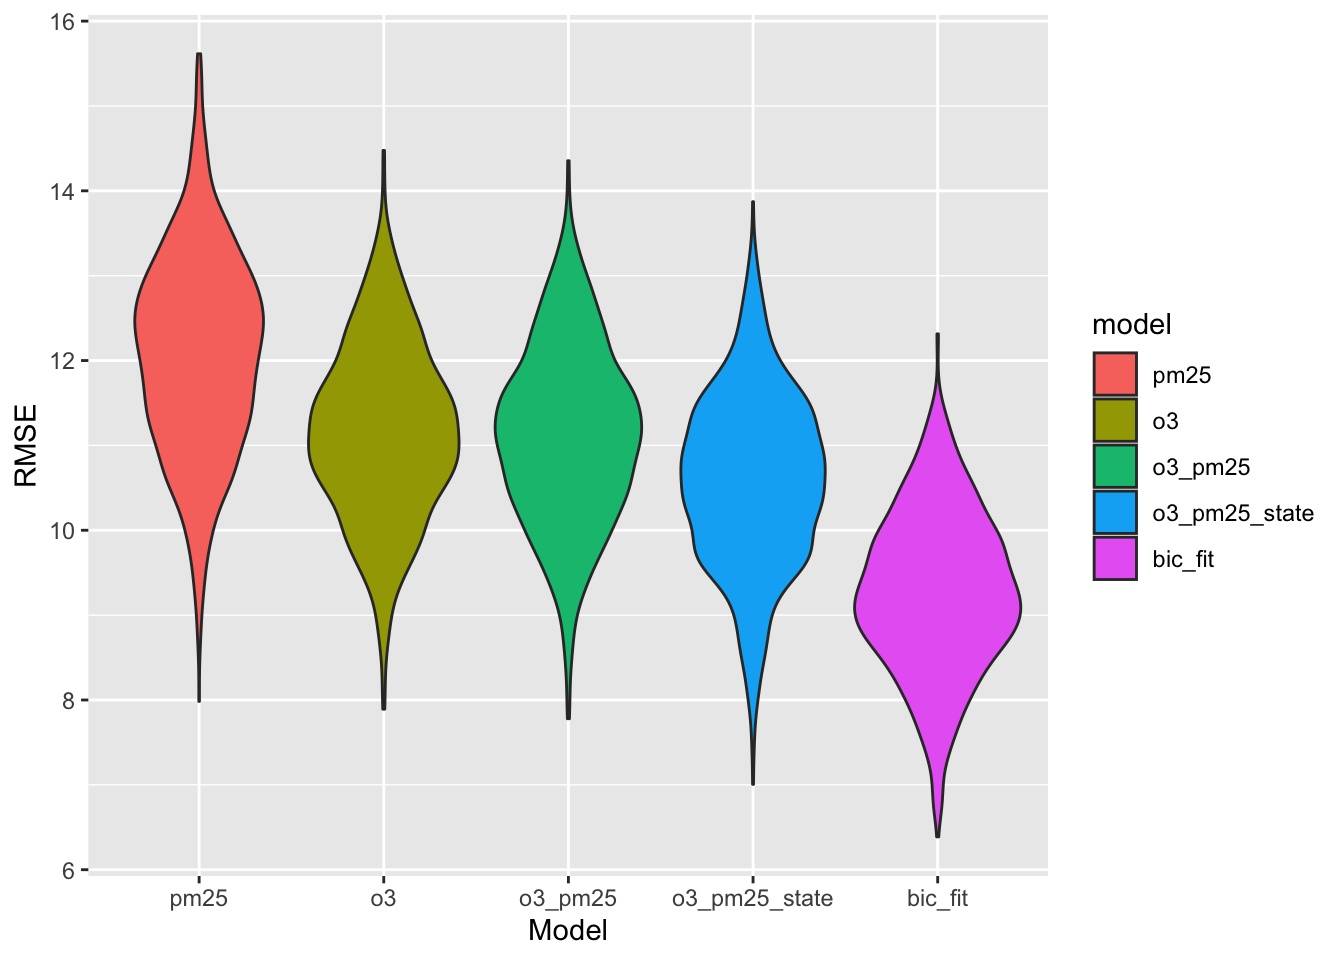 16
14
12
10
8
6
RMSE
pm25
o3
o3_pm25
o3_pm25_state
bic_fit
Model
model
pm25
o3
o3_pm25
o3_pm25_state
bic_fit